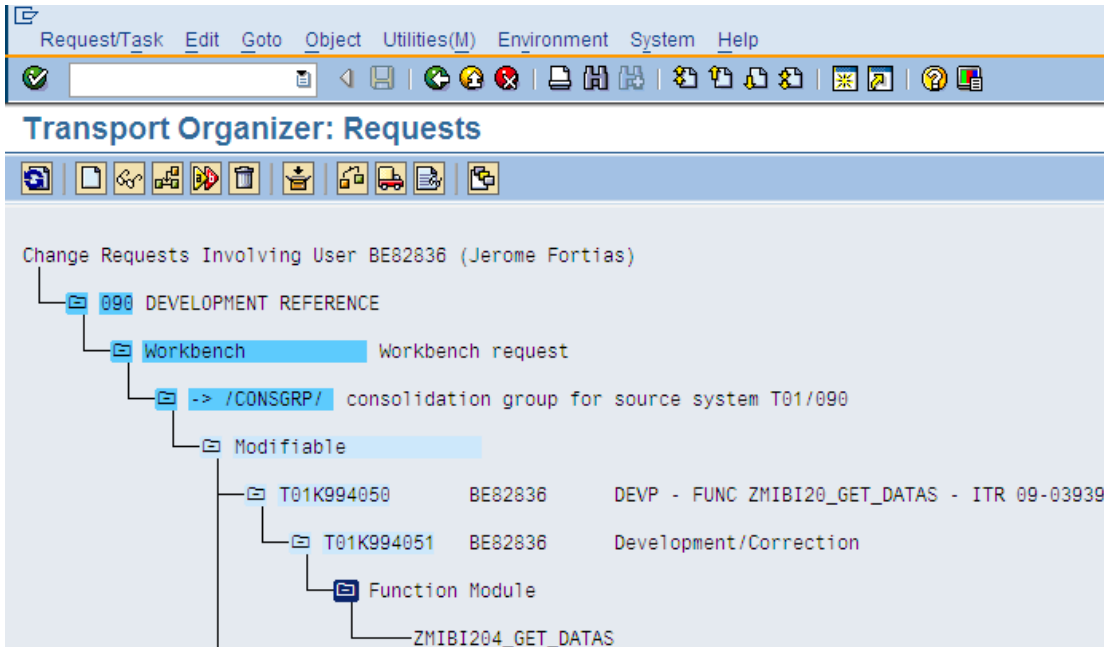 Request/Task Edit Goto Object Utilities(M) Environment System Help
Transport Organizer: Requests
Change Requests Involving User BE82836 (Jerome Fortias)
090 DEVELOPMENT REFERENCE
Workbench Workbench request
-> /CONSGRP/ consolidation group for source system T01/090
Modifiable
T01K994050 BE82836 DEVP - FUNC ZMIBI20_GET_DATAS - ITR 09-03939
T01K994051 BE82836 Development/Correction
Function Module
ZMIBI204_GET_DATAS